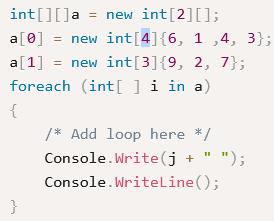 int[][]a = new int[2][];
a[0] = new int[4]{6, 1 ,4, 3};
a[1] = new int[3]{9, 2, 7};
foreach (int[ ] i in a)
{
/* Add loop here */
Console.Write(j + " ");
Console.WriteLine();
}